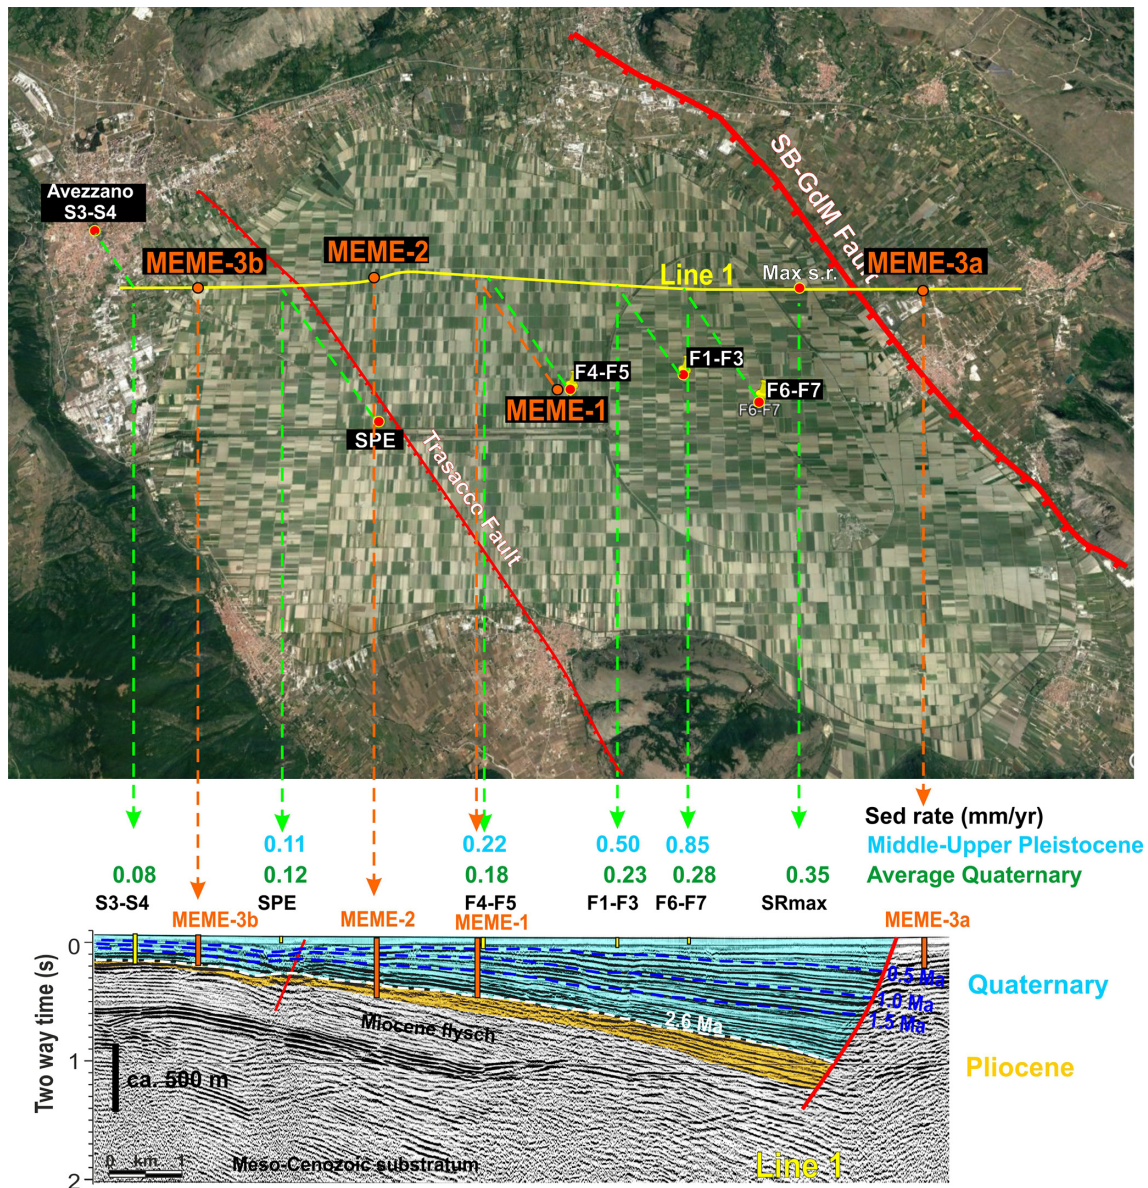 Avezzano
S3-S4
MEME-3b
MEME-2
Line 1
SB-GdM Fault
Max s.r.
MEME-3a
F4-F5
F1-F3
F6-F7
F6-F7
MEME-1
SPE
Trasacco Fault
Sed rate (mm/yr)
0.11 0.22 0.50 0.85 Middle-Upper Pleistocene
0.08 0.12 0.18 0.23 0.28 0.35 Average Quaternary
S3-S4 SPE F4-F5 F1-F3 F6-F7 SRmax
MEME-3b MEME-2 MEME-1 MEME-3a
0
0.5 Ma
Quaternary
1.0 Ma
1.5 Ma
2.6 Ma
Miocene flysch
Two way time (s)
1
Pliocene
ca. 500 m
0 km 1
Meso-Cenozoic substratum
Line 1
2